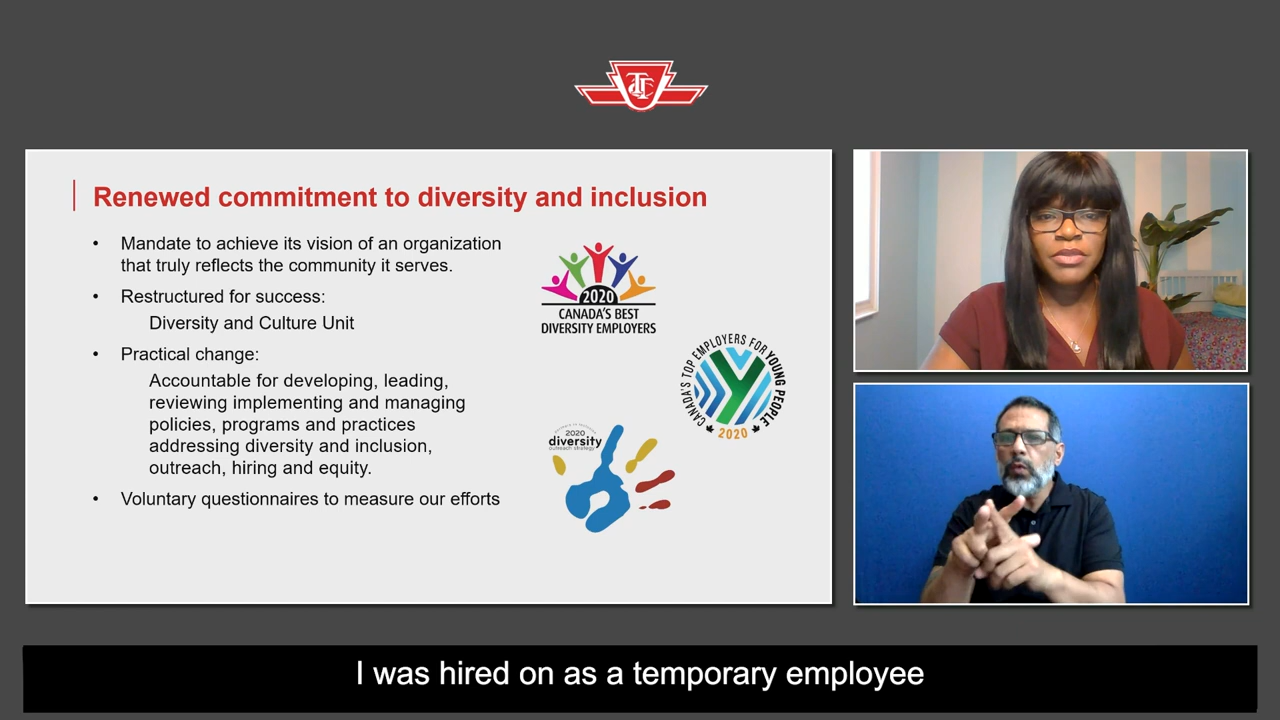 TTC
Renewed commitment to diversity and inclusion
• Mandate to achieve its vision of an organization
that truly reflects the community it serves.
• Restructured for success:
Diversity and Culture Unit
• Practical change:
Accountable for developing, leading,
reviewing implementing and managing
policies, programs and practices
addressing diversity and inclusion,
outreach, hiring and equity.
• Voluntary questionnaires to measure our efforts
2020
CANADA'S BEST
DIVERSITY EMPLOYERS
CANADA'S TOP EMPLOYERS FOR YOUNG PEOPLE
2020
2020
diversity
outreach strategy
I was hired on as a temporary employee